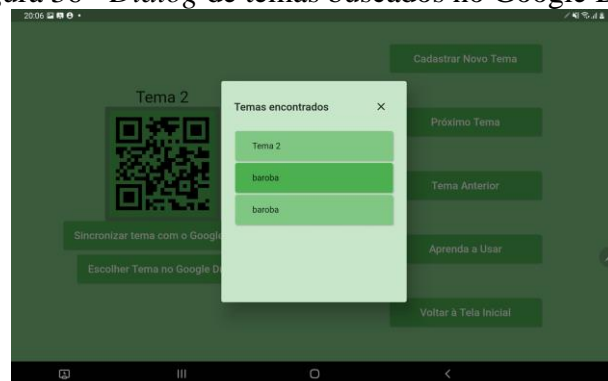 Dialog de temas buscados no Google
20:06
Cadastrar Novo Tema
Tema 2
Temas encontrados
Próximo Tema
Tema 2
baroba
Tema Anterior
baroba
Sincronizar tema com o Google
Aprenda a Usar
Escolher Tema no Google
Voltar à Tela Inicial